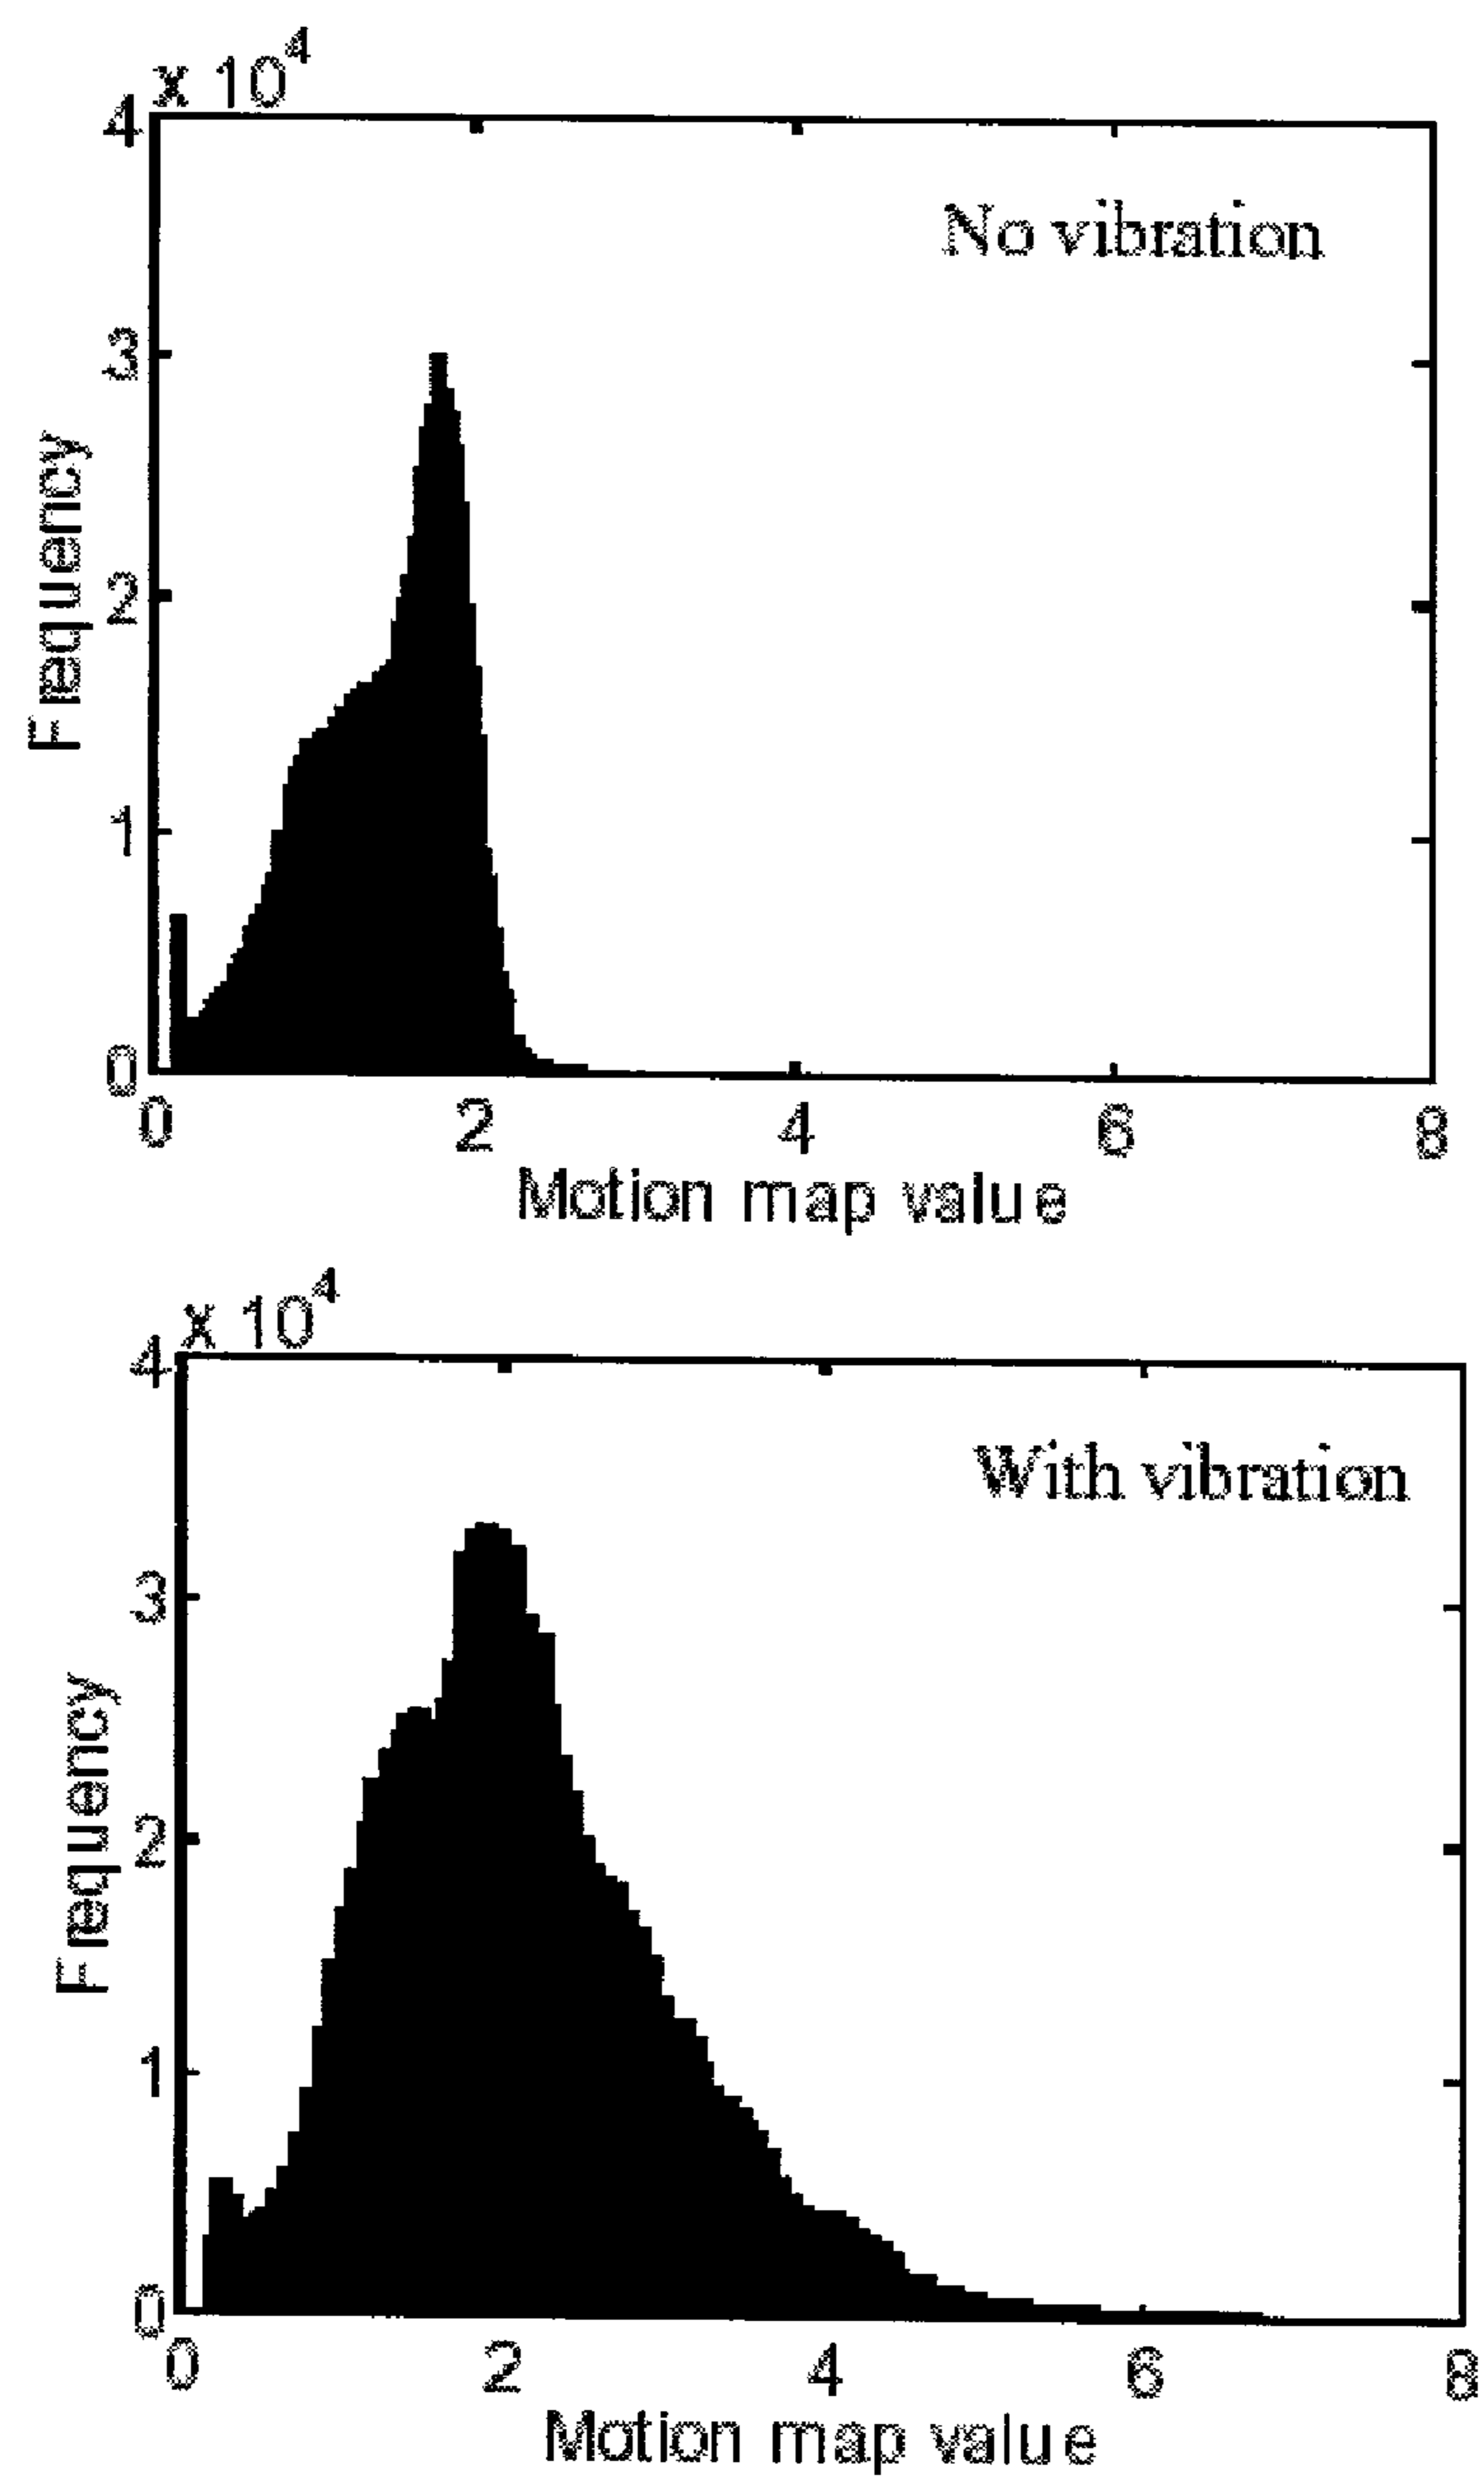 x 10^4
4
3
2
1
0
Frequency
No vibration
0 2 4 6 8
Motion map value
x 10^4
4
3
2
1
0
Frequency
With vibration
0 2 4 6 8
Motion map value